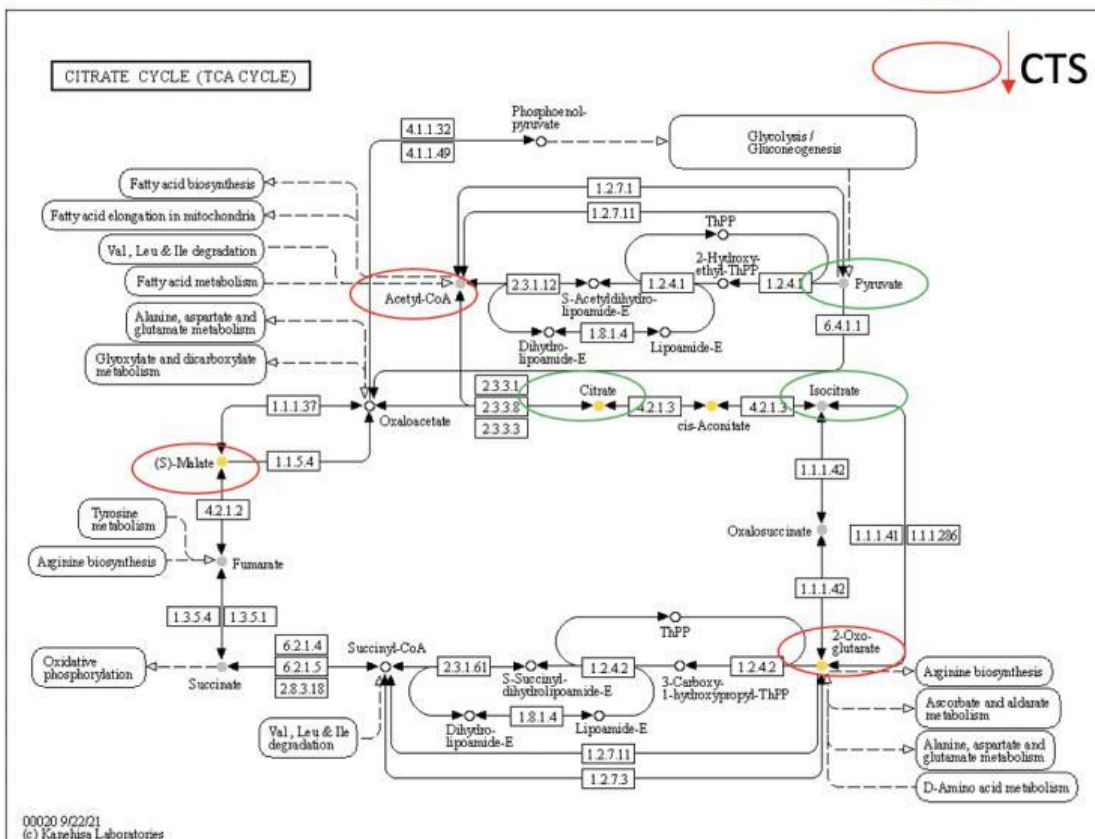 CTS
CITRATE CYCLE (TCA CYCLE)
Phosphoenol-
pyruvate
4.1.1.32
4.1.1.49
Glycolysis /
Gluconeogenesis
Fatty acid biosynthesis
Fatty acid elongation in mitochondria
Val, Leu & Ile degradation
Fatty acid metabolism
Acetyl-CoA
1.2.7.1
1.2.7.11
ThPP
2-Hydroxy-
ethyl-ThPP
2.3.1.12
S-Acetyldihydro-
lipoamide-E
1.2.4.1
1.2.4.1
Pyruvate
Alanine, aspartate and
glutamate metabolism
Glyoxylate and dicarboxylate
metabolism
Dihydro-
lipoamide-E
1.8.1.4
Lipoamide-E
6.4.1.1
1.1.1.37
Oxaloacetate
2.3.3.1
2.3.3.8
2.3.3.3
Citrate
4.2.1.3
cis-Aconitate
4.2.1.3
Isocitrate
(S)-Malate
1.1.5.4
1.1.1.42
4.2.1.2
Tyrosine
metabolism
Arginine biosynthesis
Fumarate
Oxalosuccinate
1.1.1.41
1.1.1.286
1.1.1.42
1.3.5.4
1.3.5.1
Oxidative
phosphorylation
Succinate
6.2.1.4
6.2.1.5
2.8.3.18
Succinyl-CoA
ThPP
2-Oxo-
glutarate
2.3.1.61
S-Succinyl-
dihydrolipoamide-E
1.2.4.2
3-Carboxy-
1-hydroxypropyl-ThPP
1.2.4.2
Arginine biosynthesis
Ascorbate and aldarate
metabolism
Alanine, aspartate and
glutamate metabolism
D-Amino acid metabolism
Val, Leu & Ile
degradation
Dihydro-
lipoamide-E
1.8.1.4
Lipoamide-E
1.2.7.11
1.2.7.3
00020 9/22/21
(c) Kanehisa Laboratories